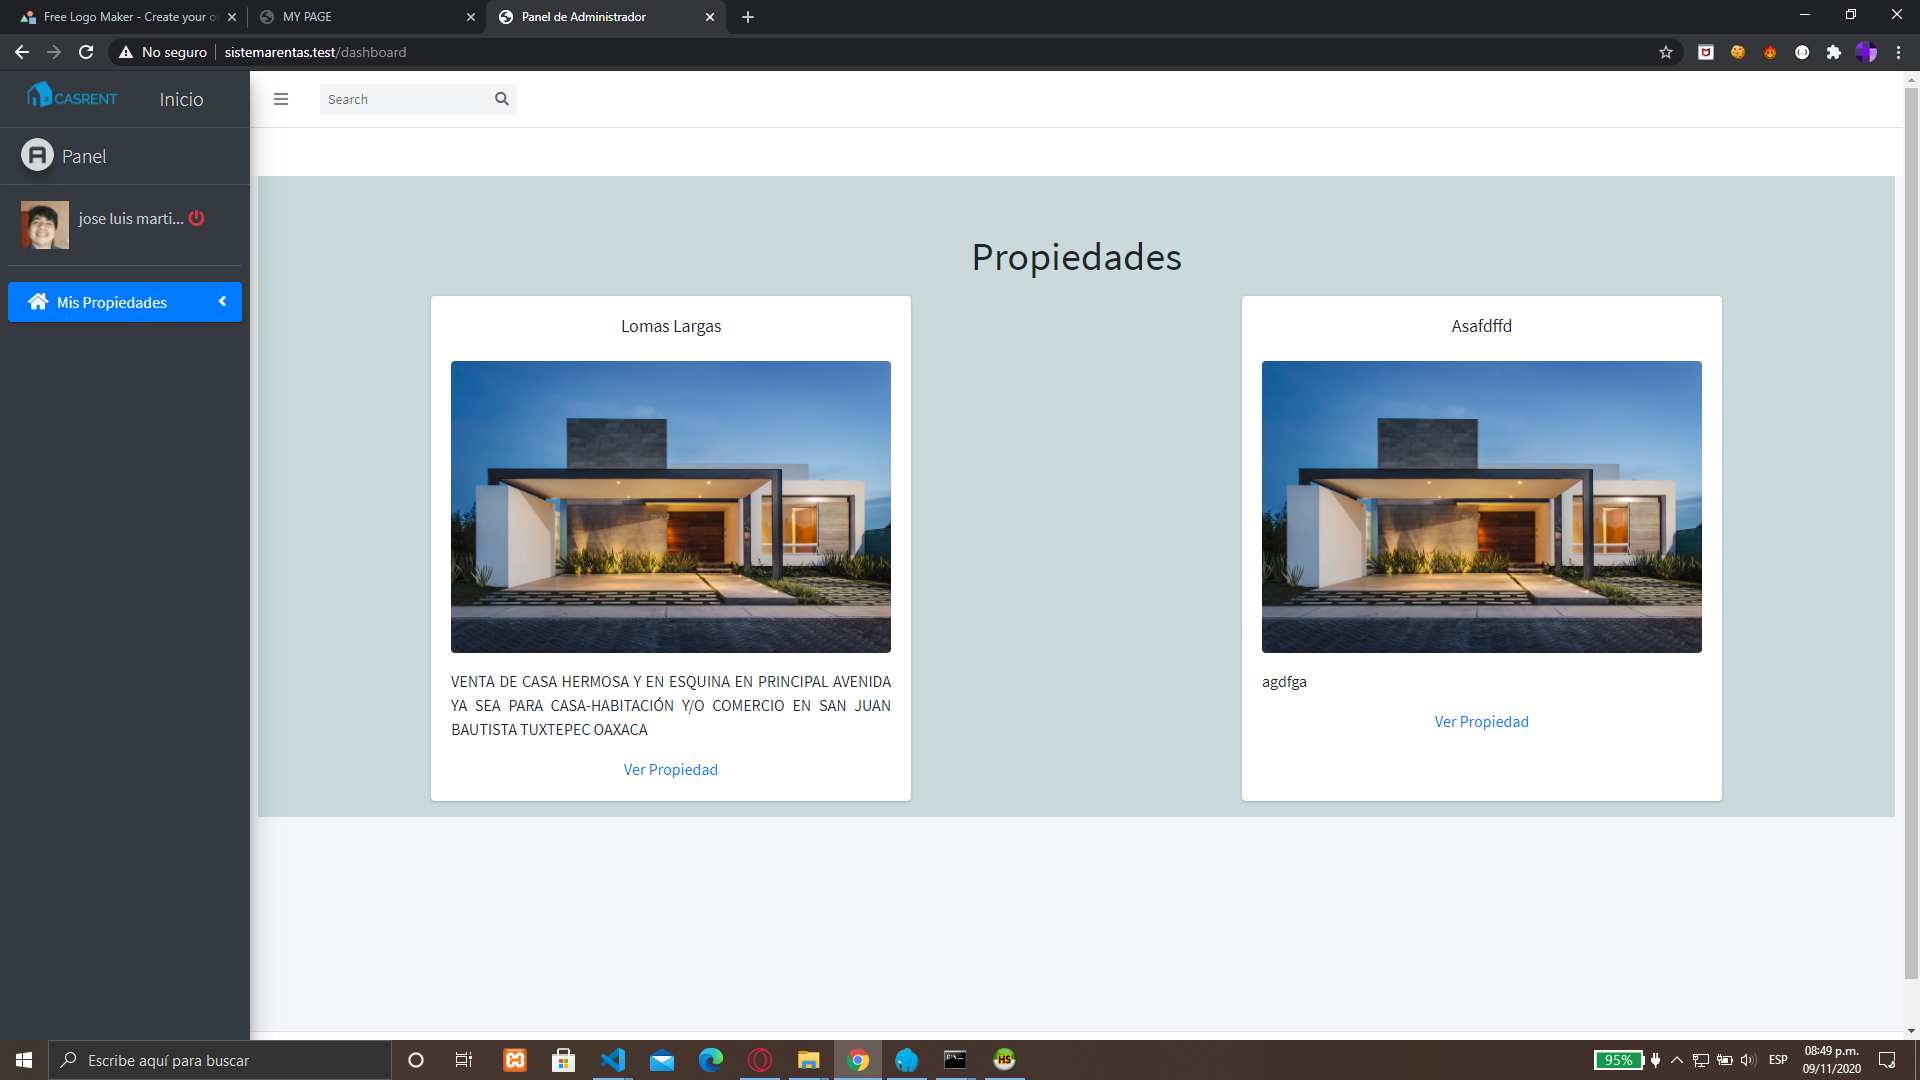 Free Logo Maker - Create your o
MY PAGE
Panel de Administrador
No seguro
sistemarentas.test/dashboard
CASRENT
Inicio
Search
Panel
jose luis marti...
Mis Propiedades
Propiedades
Lomas Largas
Asafdffd
VENTA DE CASA HERMOSA Y EN ESQUINA EN PRINCIPAL AVENIDA
YA SEA PARA CASA-HABITACIÓN Y/O COMERCIO EN SAN JUAN
BAUTISTA TUXTEPEC OAXACA
Ver Propiedad
agdfga
Ver Propiedad
Escribe aquí para buscar
HS
95%
ESP
08:49 p.m.
09/11/2020